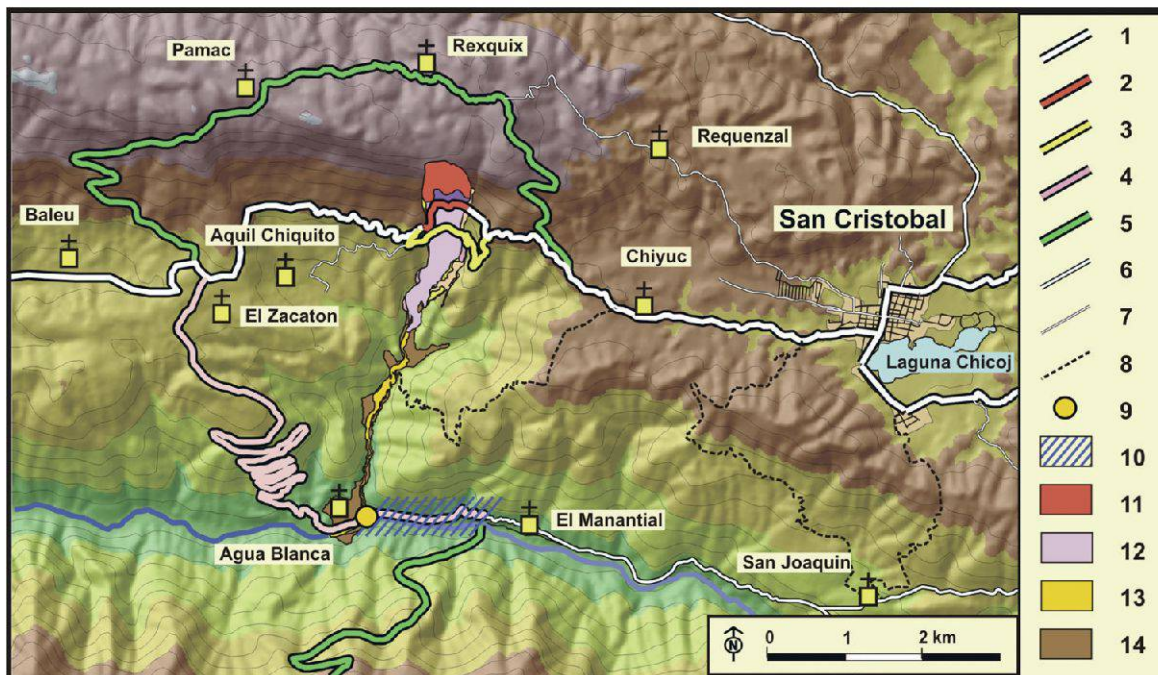 Pamac
Rexquix
Requenzal
San Cristobal
Baleu
Aquil Chiquito
Chiyuc
El Zacaton
Laguna Chicoj
El Manantial
Agua Blanca
San Joaquin
N
0 1 2 km
1
2
3
4
5
6
7
8
9
10
11
12
13
14